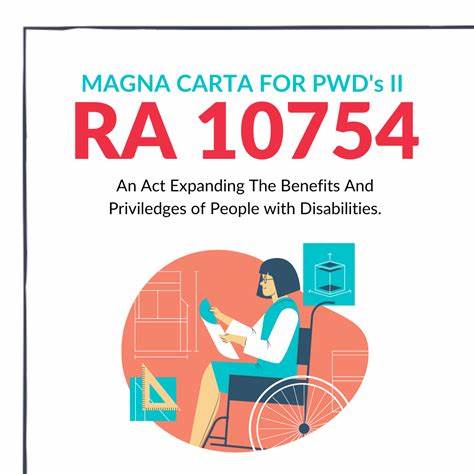 MAGNA CARTA FOR PWD's II
RA 10754
An Act Expanding The Benefits And
Priviledges of People with Disabilities.